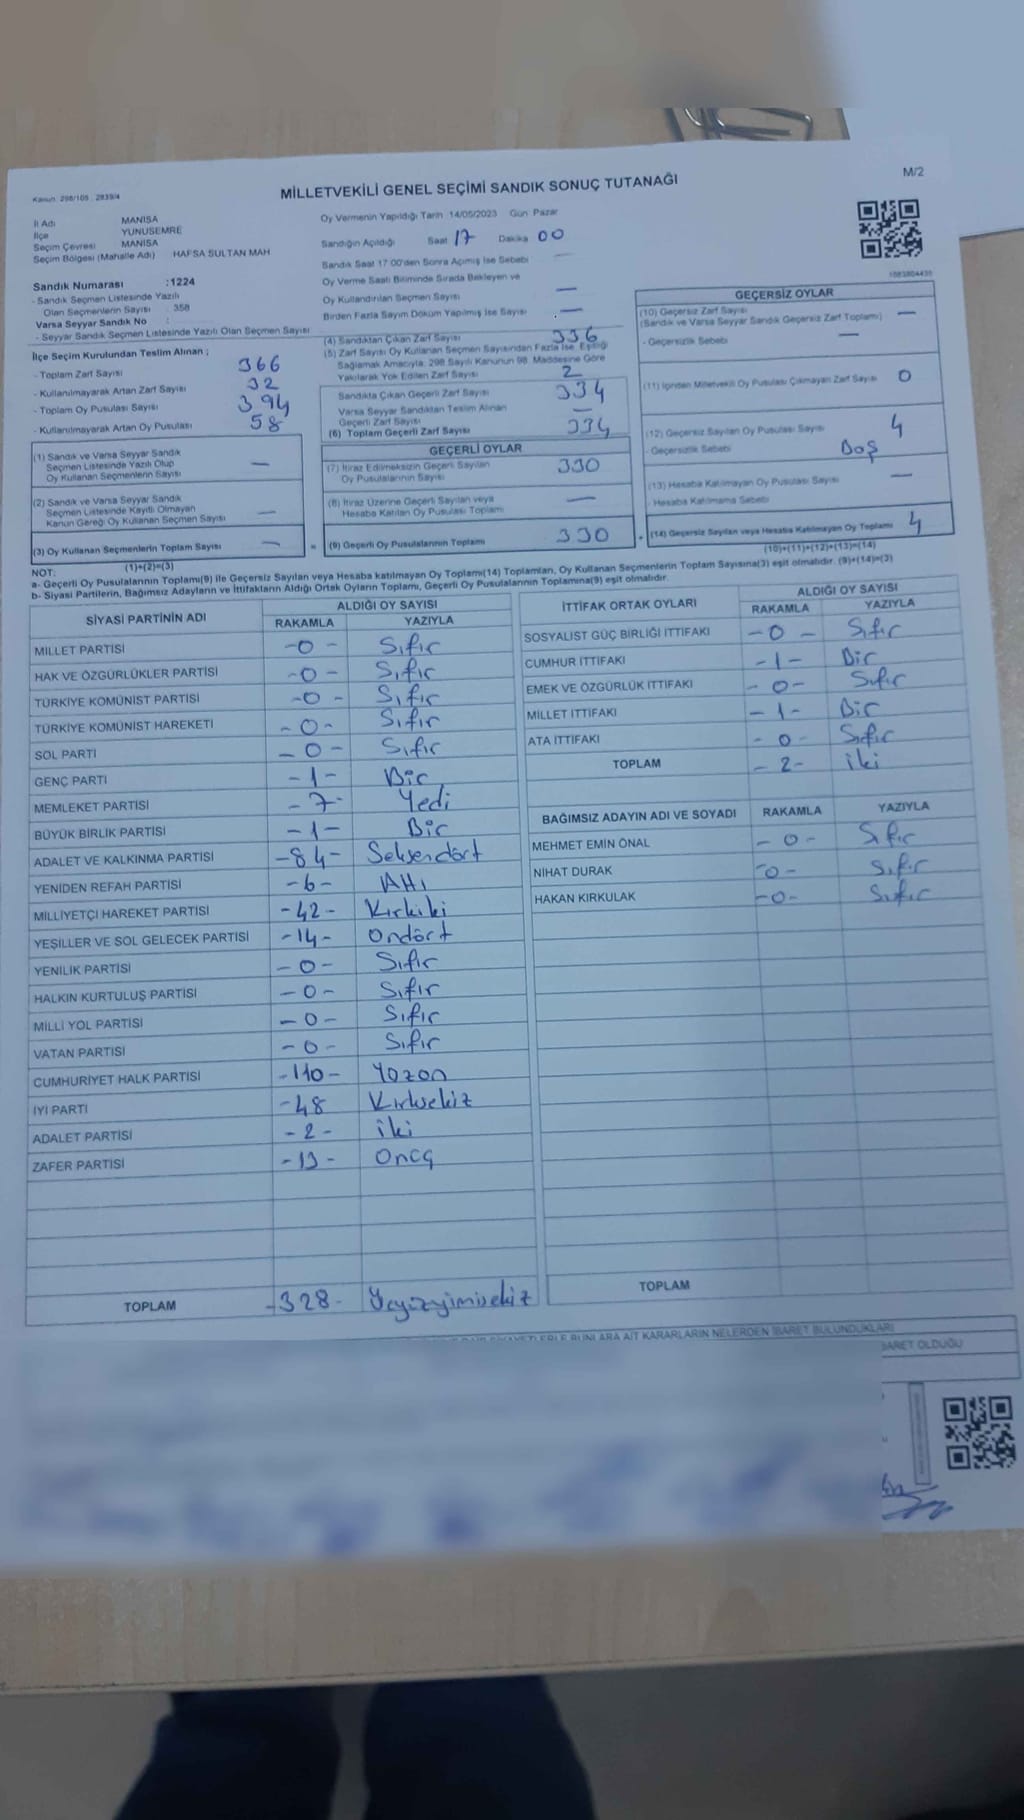 Kanun: 298/105 : 2839/4
MİLLETVEKİLİ GENEL SEÇİMİ SANDIK SONUÇ TUTANAĞI
M/2
İl Adı MANİSA
İlçe YUNUSEMRE
Seçim Çevresi MANİSA
Seçim Bölgesi (Mahalle Adı) HAFSA SULTAN MAH
Sandık Numarası :1224
- Sandık Seçmen Listesinde Yazılı
Olan Seçmenlerin Sayısı : 358
Varsa Seyyar Sandık No :
- Seyyar Sandık Seçmen Listesinde Yazılı Olan Seçmen Sayısı
İlçe Seçim Kurulundan Teslim Alınan ;
- Toplam Zarf Sayısı 366
- Kullanılmayarak Artan Zarf Sayısı 32
- Toplam Oy Pusulası Sayısı 394
- Kullanılmayarak Artan Oy Pusulası 58
Oy Vermenin Yapıldığı Tarih 14/05/2023 Gün Pazar
Sandığın Açıldığı Saat 17 Dakika 00
Sandık Saat 17:00'den Sonra Açılmış İse Sebebi —
Oy Verme Saati Bitiminde Sırada Bekleyen ve
Oy Kullandırılan Seçmen Sayısı —
Birden Fazla Sayım Döküm Yapılmış İse Sayısı —
(4) Sandıktan Çıkan Zarf Sayısı 336
(5) Zarf Sayısı Oy Kullanan Seçmen Sayısından Fazla İse, Eşitliği
Sağlamak Amacıyla, 298 Sayılı Kanunun 98. Maddesine Göre
Yakılarak Yok Edilen Zarf Sayısı 2
Sandıkta Çıkan Geçerli Zarf Sayısı 334
Varsa Seyyar Sandıktan Teslim Alınan
Geçerli Zarf Sayısı —
(6) Toplam Geçerli Zarf Sayısı 334
GEÇERSİZ OYLAR
(10) Geçersiz Zarf Sayısı
(Sandık ve Varsa Seyyar Sandık Geçersiz Zarf Toplamı) —
- Geçersizlik Sebebi —
(11) İçinden Milletvekili Oy Pusulası Çıkmayan Zarf Sayısı 0
(12) Geçersiz Sayılan Oy Pusulası Sayısı 4
- Geçersizlik Sebebi Boş
(13) Hesaba Katılmayan Oy Pusulası Sayısı —
- Hesaba Katılmama Sebebi
(14) Geçersiz Sayılan veya Hesaba Katılmayan Oy Toplamı 4
(10)+(11)+(12)+(13)=(14)
(1) Sandık ve Varsa Seyyar Sandık
Seçmen Listesinde Yazılı Olup
Oy Kullanan Seçmenlerin Sayısı —
(2) Sandık ve Varsa Seyyar Sandık
Seçmen Listesinde Kayıtlı Olmayan
Kanun Gereği Oy Kullanan Seçmen Sayısı —
(3) Oy Kullanan Seçmenlerin Toplam Sayısı —
(1)+(2)=(3)
GEÇERLİ OYLAR
(7) İtiraz Edilmeksizin Geçerli Sayılan
Oy Pusulalarının Sayısı 330
(8) İtiraz Üzerine Geçerli Sayılan veya
Hesaba Katılan Oy Pusulası Toplamı —
(9) Geçerli Oy Pusulalarının Toplamı 330
NOT:
a- Geçerli Oy Pusulalarının Toplamı(9) ile Geçersiz Sayılan veya Hesaba katılmayan Oy Toplamı(14) Toplamları, Oy Kullanan Seçmenlerin Toplam Sayısına(3) eşit olmalıdır. (9)+(14)=(3)
b- Siyasi Partilerin, Bağımsız Adayların ve İttifakların Aldığı Ortak Oyların Toplamı, Geçerli Oy Pusulalarının Toplamına(9) eşit olmalıdır.
SİYASİ PARTİNİN ADI ALDIĞI OY SAYISI
RAKAMLA YAZIYLA
MİLLET PARTİSİ -0- Sıfır
HAK VE ÖZGÜRLÜKLER PARTİSİ -0- Sıfır
TÜRKİYE KOMÜNİST PARTİSİ -0- Sıfır
TÜRKİYE KOMÜNİST HAREKETİ -0- Sıfır
SOL PARTİ -0- Sıfır
GENÇ PARTİ -1- Bir
MEMLEKET PARTİSİ -7- Yedi
BÜYÜK BİRLİK PARTİSİ -1- Bir
ADALET VE KALKINMA PARTİSİ -84- Seksendört
YENİDEN REFAH PARTİSİ -6- Altı
MİLLİYETÇİ HAREKET PARTİSİ -42- Kırkiki
YEŞİLLER VE SOL GELECEK PARTİSİ -14- Ondört
YENİLİK PARTİSİ -0- Sıfır
HALKIN KURTULUŞ PARTİSİ -0- Sıfır
MİLLİ YOL PARTİSİ -0- Sıfır
VATAN PARTİSİ -0- Sıfır
CUMHURİYET HALK PARTİSİ -110- Yüzon
İYİ PARTİ -48 Kırksekiz
ADALET PARTİSİ -2- iki
ZAFER PARTİSİ -13- Onüç
TOPLAM -328- Üçyüzyirmisekiz
İTTİFAK ORTAK OYLARI ALDIĞI OY SAYISI
RAKAMLA YAZIYLA
SOSYALİST GÜÇ BİRLİĞİ İTTİFAKI -0- Sıfır
CUMHUR İTTİFAKI -1- Bir
EMEK VE ÖZGÜRLÜK İTTİFAKI -0- Sıfır
MİLLET İTTİFAKI -1- Bir
ATA İTTİFAKI -0- Sıfır
TOPLAM -2- iki
BAĞIMSIZ ADAYIN ADI VE SOYADI RAKAMLA YAZIYLA
MEHMET EMİN ÖNAL -0- Sıfır
NİHAT DURAK -0- Sıfır
HAKAN KIRKULAK -0- Sıfır
TOPLAM
AİT KARARLARIN NELERDEN İBARET BULUNDUKLARI
İBARET OLDUĞU